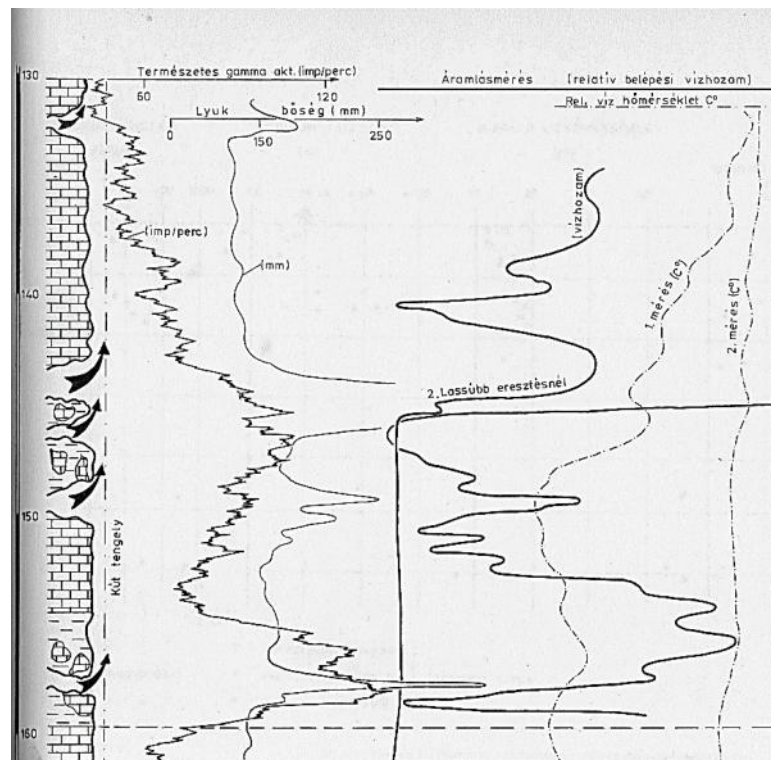 130
Természetes gamma akt. (imp/perc)
60
120
Lyuk bőség (mm)
0
150
250
Áramlásmérés (relatív belépési vízhozam)
Rel. víz hőmérséklet C°
(imp/perc)
(mm)
(vízhozam)
1. mérés (C°)
2. mérés (C°)
140
2. Lassúbb eresztésnél
150
Kút tengely
160